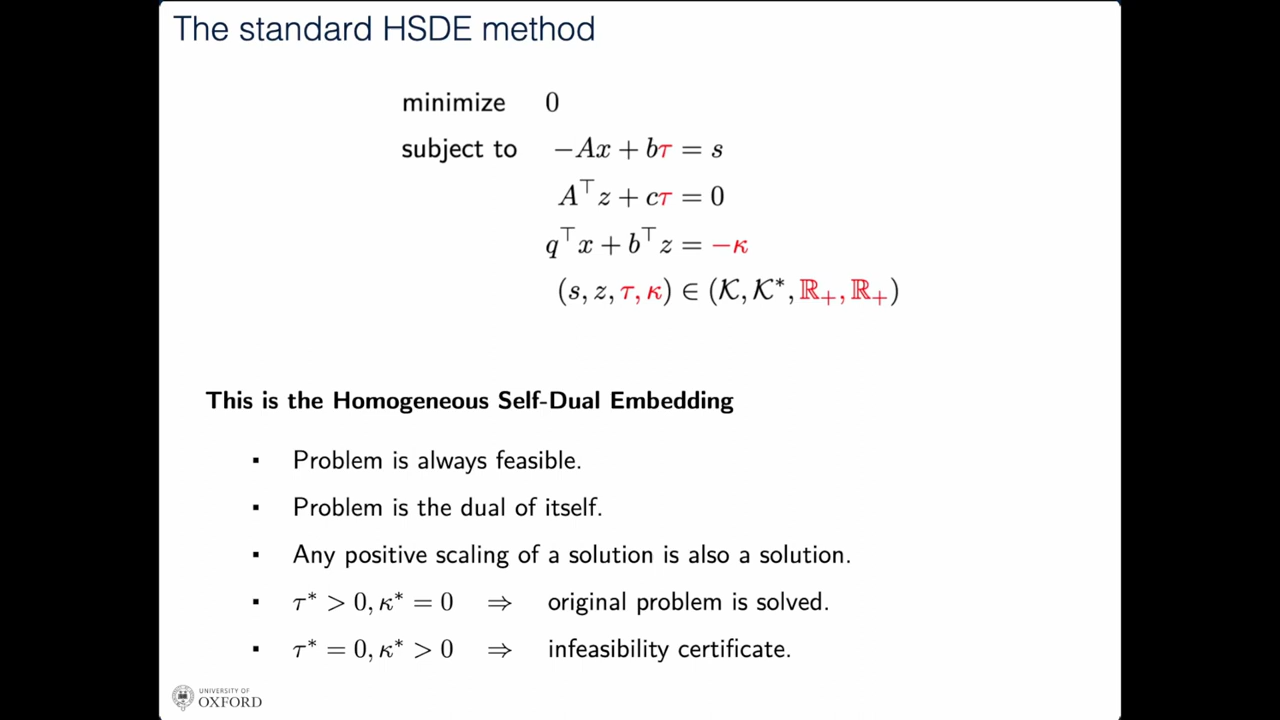 The standard HSDE method
minimize 0
subject to −Ax + bτ = s
A⊤z + cτ = 0
q⊤x + b⊤z = −κ
(s, z, τ, κ) ∈ (𝒦, 𝒦*, ℝ₊, ℝ₊)
This is the Homogeneous Self-Dual Embedding
▪ Problem is always feasible.
▪ Problem is the dual of itself.
▪ Any positive scaling of a solution is also a solution.
▪ τ* > 0, κ* = 0 ⇒ original problem is solved.
▪ τ* = 0, κ* > 0 ⇒ infeasibility certificate.
UNIVERSITY OF
OXFORD